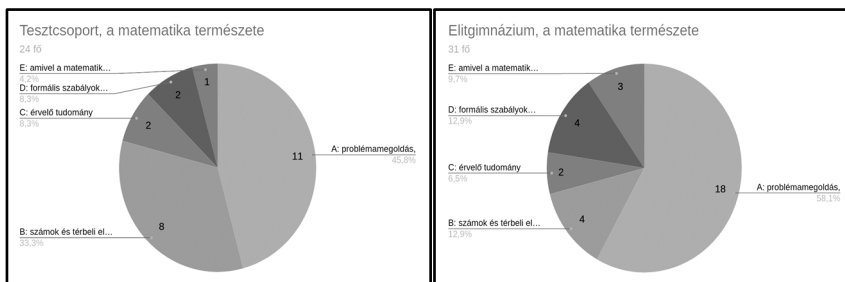 Tesztcsoport, a matematika természete
24 fő
E: amivel a matematik…
4,2%
D: formális szabályok…
8,3%
C: érvelő tudomány
8,3%
B: számok és térbeli el…
33,3%
A: problémamegoldás,
45,8%
1
2
2
8
11
Elitgimnázium, a matematika természete
31 fő
E: amivel a matematik…
9,7%
D: formális szabályok…
12,9%
C: érvelő tudomány
6,5%
B: számok és térbeli el…
12,9%
A: problémamegoldás,
58,1%
3
4
2
4
18